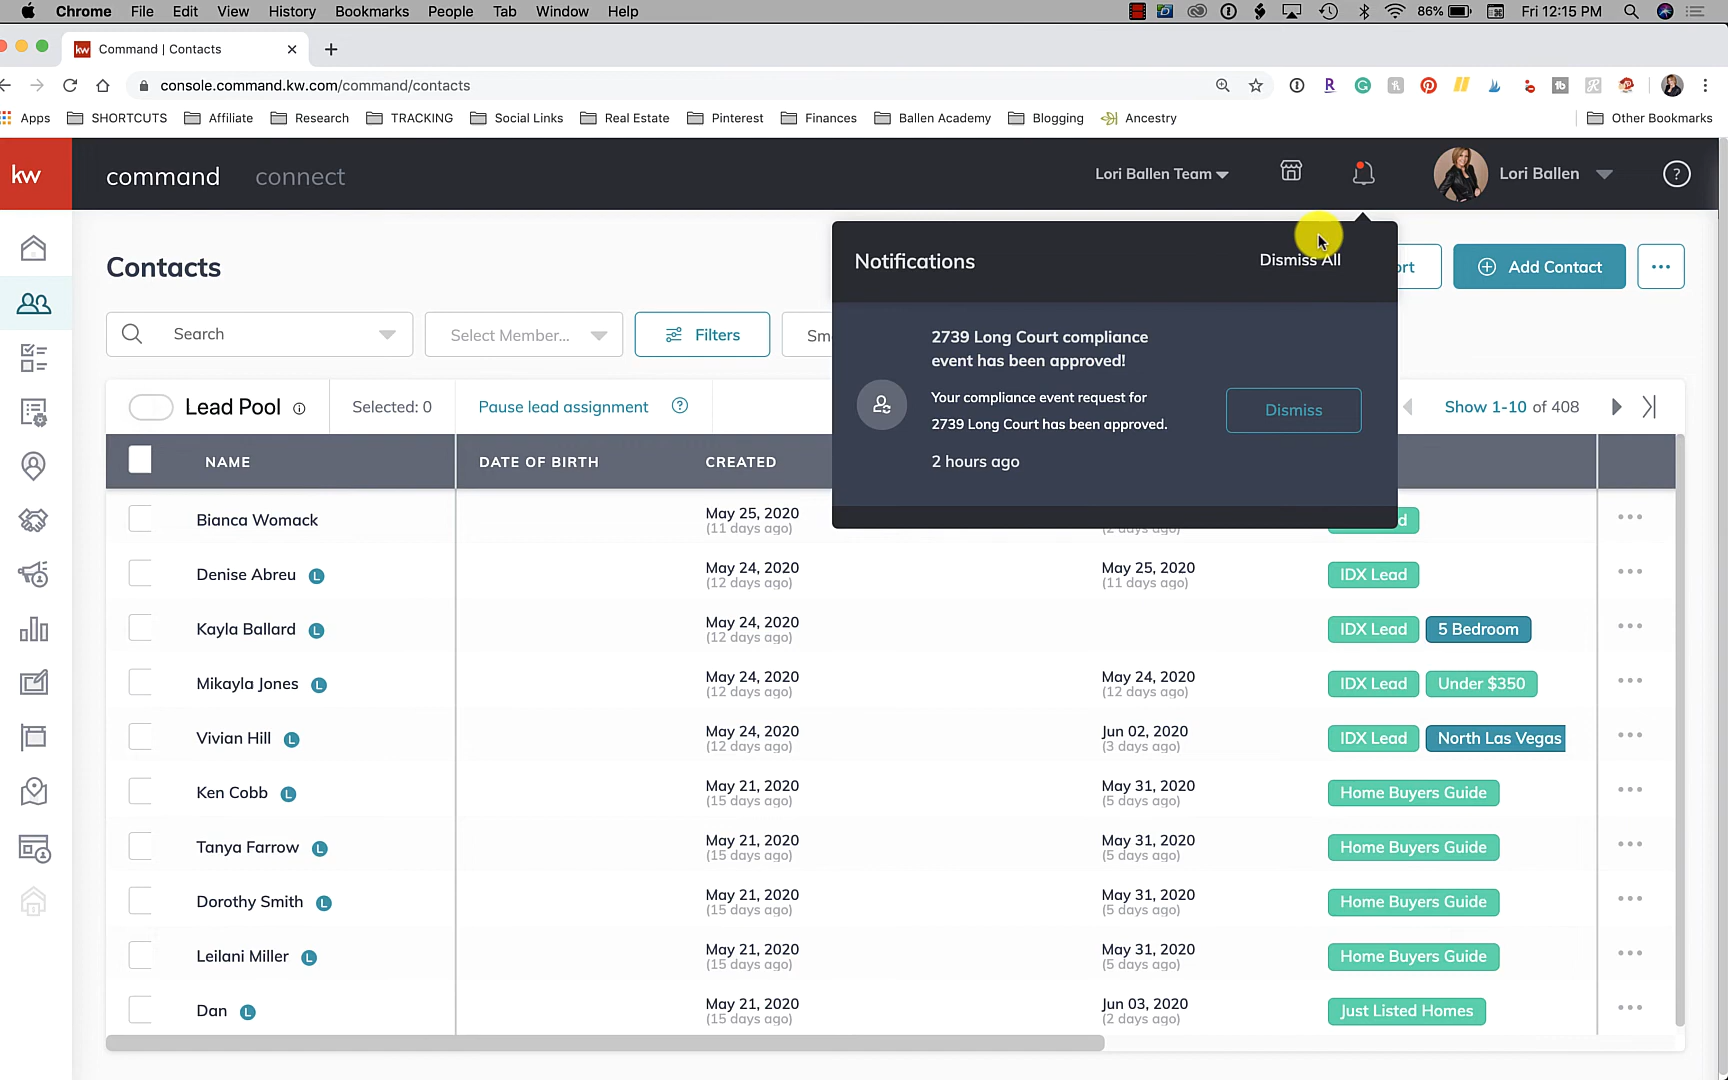 Chrome File Edit View History Bookmarks People Tab Window Help 86% Fri 12:15 PM
kw Command | Contacts
console.command.kw.com/command/contacts
Apps SHORTCUTS Affiliate Research TRACKING Social Links Real Estate Pinterest Finances Ballen Academy Blogging Ancestry Other Bookmarks
kw command connect Lori Ballen Team Lori Ballen ?
Contacts
Notifications
Dismiss All
rt
Add Contact
Search
Select Member...
Filters
Sm
2739 Long Court compliance
event has been approved!
Your compliance event request for
2739 Long Court has been approved.
2 hours ago
Dismiss
Lead Pool
Selected: 0
Pause lead assignment ?
Show 1-10 of 408
NAME DATE OF BIRTH CREATED
Bianca Womack May 25, 2020 d
(11 days ago) (2 days ago)
Denise Abreu L May 24, 2020 May 25, 2020 IDX Lead
(12 days ago) (11 days ago)
Kayla Ballard L May 24, 2020 IDX Lead 5 Bedroom
(12 days ago)
Mikayla Jones L May 24, 2020 May 24, 2020 IDX Lead Under $350
(12 days ago) (12 days ago)
Vivian Hill L May 24, 2020 Jun 02, 2020 IDX Lead North Las Vegas
(12 days ago) (3 days ago)
Ken Cobb L May 21, 2020 May 31, 2020 Home Buyers Guide
(15 days ago) (5 days ago)
Tanya Farrow L May 21, 2020 May 31, 2020 Home Buyers Guide
(15 days ago) (5 days ago)
Dorothy Smith L May 21, 2020 May 31, 2020 Home Buyers Guide
(15 days ago) (5 days ago)
Leilani Miller L May 21, 2020 May 31, 2020 Home Buyers Guide
(15 days ago) (5 days ago)
Dan L May 21, 2020 Jun 03, 2020 Just Listed Homes
(15 days ago) (2 days ago)